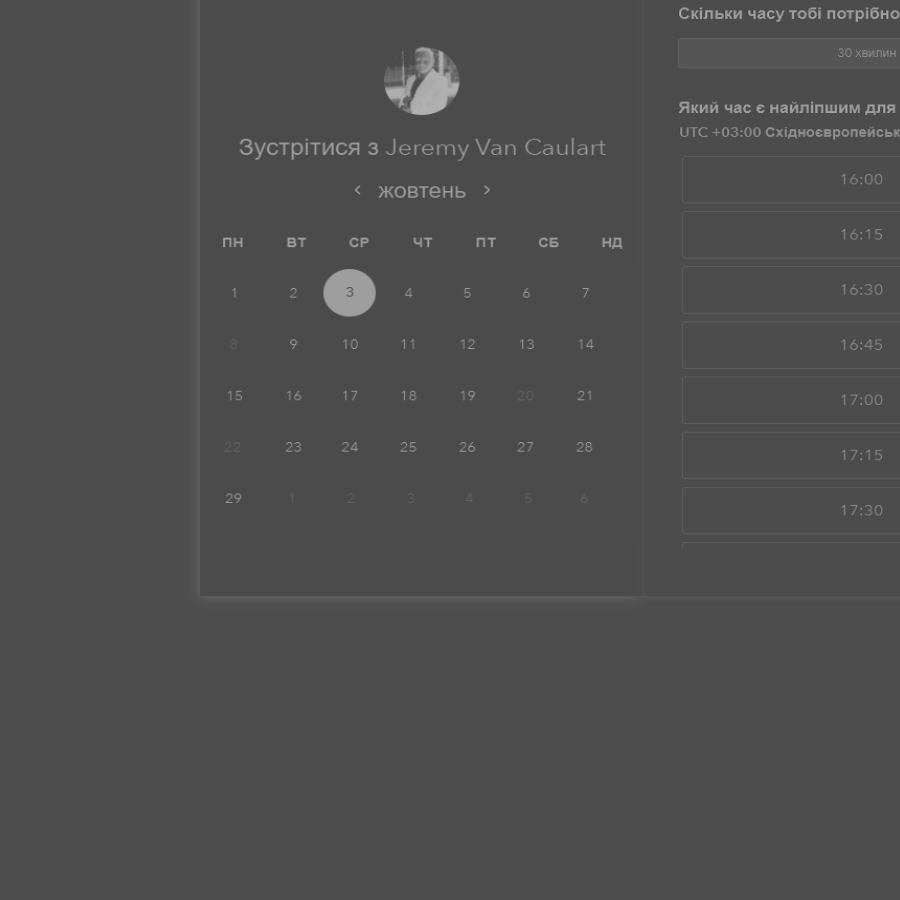 Зустрітися з Jeremy Van Caulart
‹ жовтень ›
ПН ВТ СР ЧТ ПТ СБ НД
1 2 3 4 5 6 7
8 9 10 11 12 13 14
15 16 17 18 19 20 21
22 23 24 25 26 27 28
29 1 2 3 4 5 6
Скільки часу тобі потрібно
30 хвилин
Який час є найліпшим для
UTC +03:00
16:00
16:15
16:30
16:45
17:00
17:15
17:30